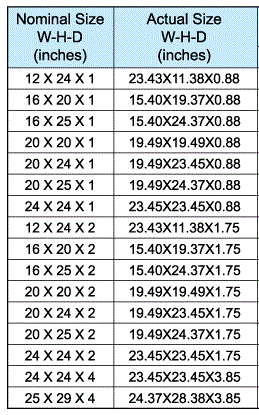 Nominal Size Actual Size
W-H-D W-H-D
(inches) (inches)
12 X 24 X 1 23.43X11.38X0.88
16 X 20 X 1 15.40X19.37X0.88
16 X 25 X 1 15.40X24.37X0.88
20 X 20 X 1 19.49X19.49X0.88
20 X 24 X 1 19.49X23.45X0.88
20 X 25 X 1 19.49X24.37X0.88
24 X 24 X 1 23.45X23.45X0.88
12 X 24 X 2 23.43X11.38X1.75
16 X 20 X 2 15.40X19.37X1.75
16 X 25 X 2 15.40X24.37X1.75
20 X 20 X 2 19.49X19.49X1.75
20 X 24 X 2 19.49X23.45X1.75
20 X 25 X 2 19.49X24.37X1.75
24 X 24 X 2 23.45X23.45X1.75
24 X 24 X 4 23.45X23.45X3.85
25 X 29 X 4 24.37X28.38X3.85